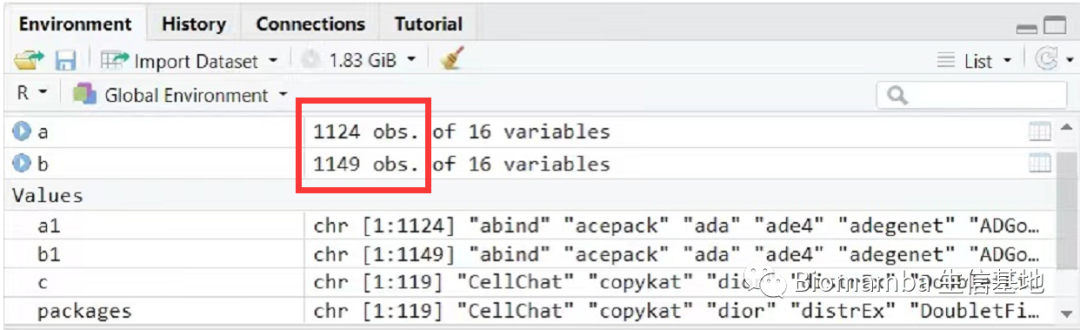 Environment History Connections Tutorial
Import Dataset 1.83 GiB List
R Global Environment
a 1124 obs. of 16 variables
b 1149 obs. of 16 variables
Values
a1 chr [1:1124] "abind" "acepack" "ada" "ade4" "adegenet" "ADGo…
b1 chr [1:1149] "abind" "acepack" "ada" "ade4" "adegenet" "ADGo…
c chr [1:119] "CellChat" "copykat" "dior" "distrEx" "DoubletFi…
packages chr [1:119] "CellChat" "copykat" "dior" "distrEx" "DoubletFi…
Biomamba 生信基地